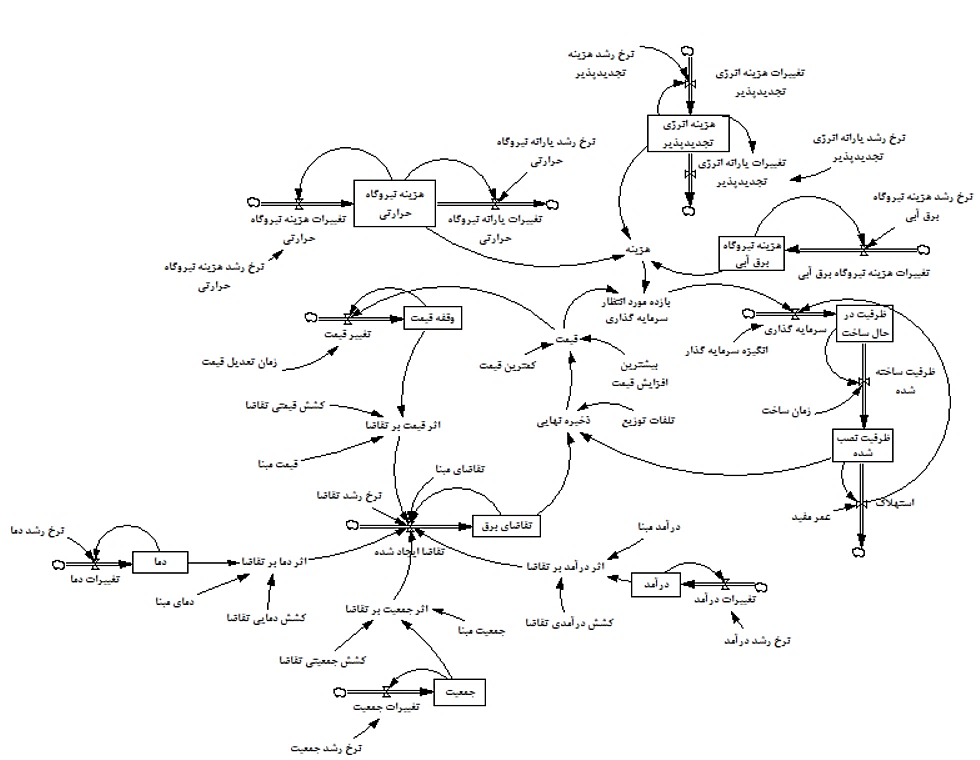 نرخ رشد هزینه
تجدیدپذیر
تغییرات هزینه انرژی
تجدیدپذیر
هزینه انرژی
تجدیدپذیر
نرخ رشد یارانه انرژی
تجدیدپذیر
تغییرات یارانه انرژی
تجدیدپذیر
نرخ رشد یارانه نیروگاه
حرارتی
هزینه نیروگاه
حرارتی
تغییرات هزینه نیروگاه
حرارتی
تغییرات یارانه نیروگاه
حرارتی
نرخ رشد هزینه نیروگاه
حرارتی
نرخ رشد هزینه نیروگاه
برق آبی
هزینه نیروگاه
برق آبی
تغییرات هزینه نیروگاه برق آبی
هزینه
بازده مورد انتظار
سرمایه گذاری
ظرفیت در
حال ساخت
سرمایه گذاری
انگیزه سرمایه گذار
وقفه قیمت
تغییر قیمت
زمان تعدیل قیمت
قیمت
کمترین قیمت
بیشترین
افزایش قیمت
ظرفیت ساخته
شده
زمان ساخت
کشش قیمتی تقاضا
اثر قیمت بر تقاضا
قیمت مبنا
ذخیره نهایی
تلفات توزیع
ظرفیت نصب
شده
استهلاک
عمر مفید
تقاضای مبنا
نرخ رشد تقاضا
تقاضای برق
تقاضا ایجاد شده
نرخ رشد دما
دما
تغییرات دما
اثر دما بر تقاضا
دمای مبنا
کشش دمایی تقاضا
درآمد مبنا
اثر درآمد بر تقاضا
درآمد
تغییرات درآمد
کشش درآمدی تقاضا
نرخ رشد درآمد
اثر جمعیت بر تقاضا
جمعیت مبنا
کشش جمعیتی تقاضا
جمعیت
تغییرات جمعیت
نرخ رشد جمعیت